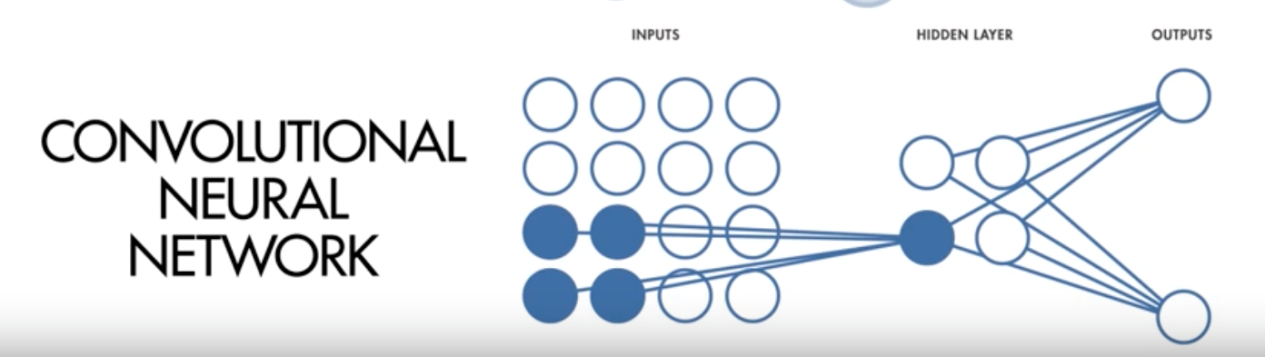 INPUTS
HIDDEN LAYER
OUTPUTS
CONVOLUTIONAL
NEURAL
NETWORK